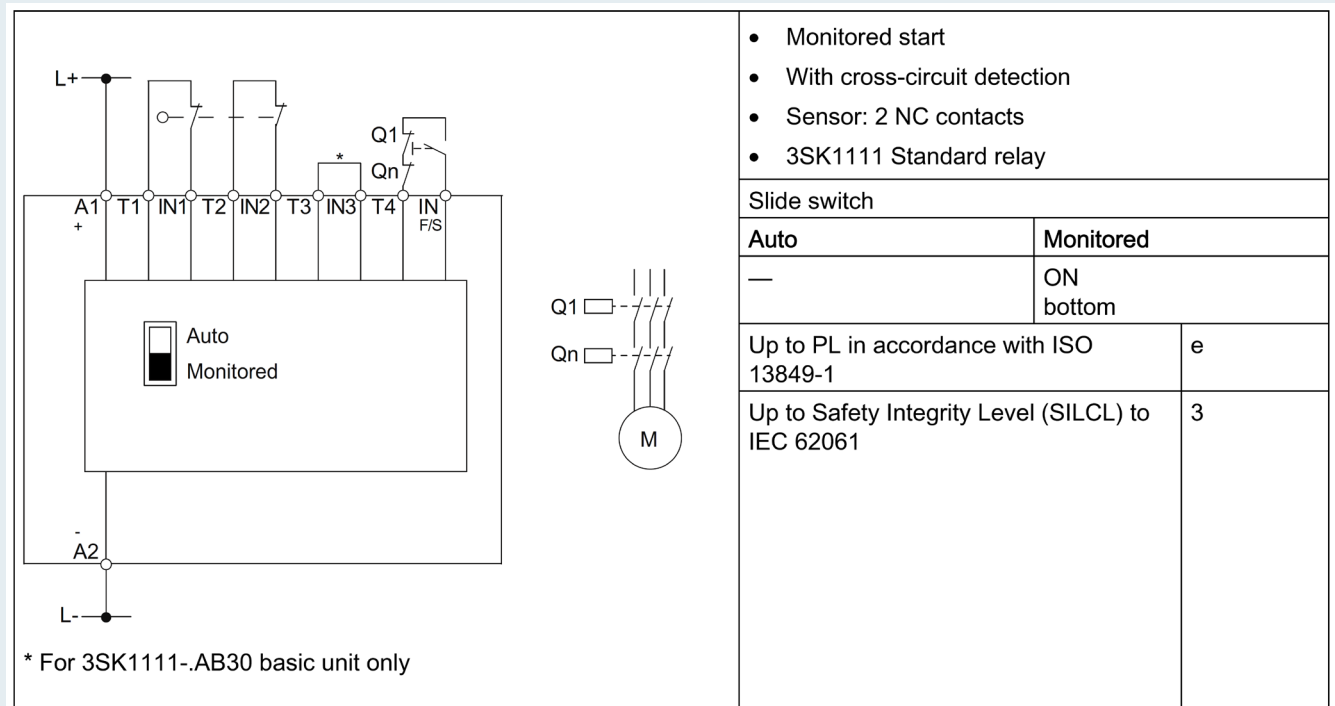 L+
Q1
Qn
*
A1 T1 IN1 T2 IN2 T3 IN3 T4 IN
+ F/S
Auto
Monitored
-
A2
L-
* For 3SK1111-.AB30 basic unit only
Q1
Qn
M
• Monitored start
• With cross-circuit detection
• Sensor: 2 NC contacts
• 3SK1111 Standard relay
Slide switch
Auto Monitored
— ON
bottom
Up to PL in accordance with ISO e
13849-1
Up to Safety Integrity Level (SILCL) to 3
IEC 62061